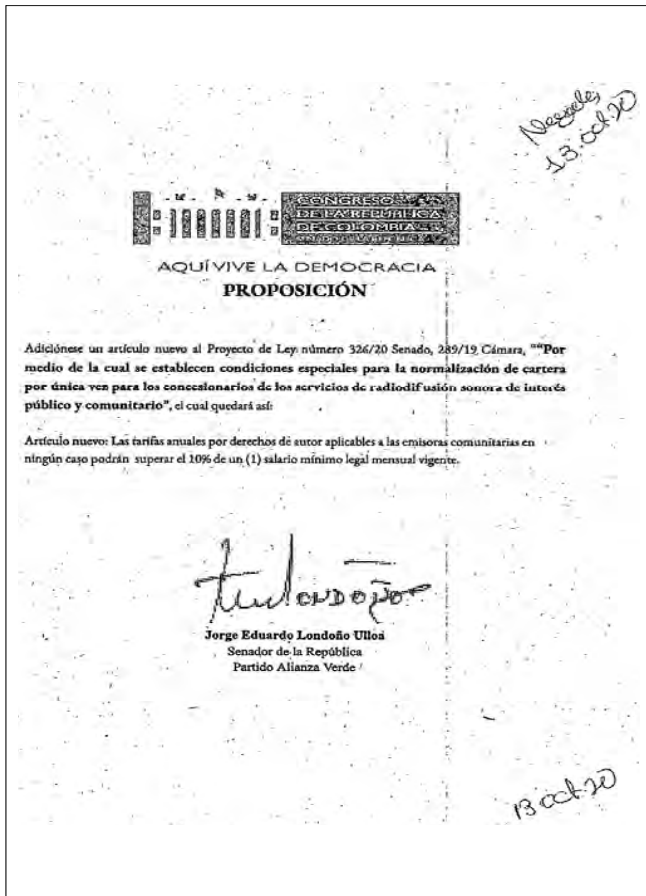 13.oct.20
CONGRESO
DE LA REPÚBLICA
DE COLOMBIA
AQUÍ VIVE LA DEMOCRACIA
PROPOSICIÓN
Adiciónese un artículo nuevo al Proyecto de Ley número 326/20 Senado, 289/19 Cámara, ""Por
medio de la cual se establecen condiciones especiales para la normalización de cartera
por única vez para los concesionarios de los servicios de radiodifusión sonora de interés
público y comunitario", el cual quedará así:
Artículo nuevo: Las tarifas anuales por derechos de autor aplicables a las emisoras comunitarias en
ningún caso podrán superar el 10% de un (1) salario mínimo legal mensual vigente.
Londoño
Jorge Eduardo Londoño Ulloa
Senador de la República
Partido Alianza Verde
13 oct.20